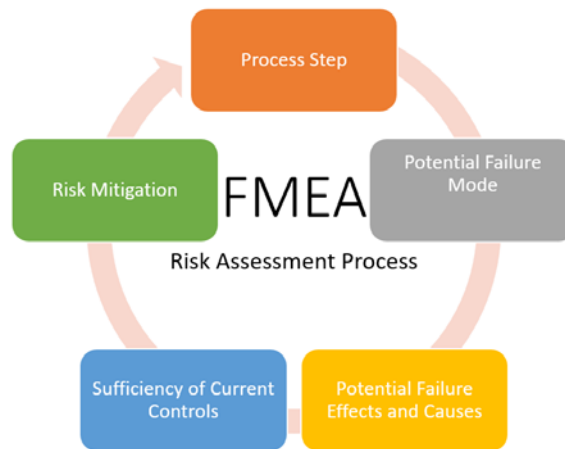 Process Step
Potential Failure
Mode
Risk Mitigation
FMEA
Risk Assessment Process
Sufficiency of Current
Controls
Potential Failure
Effects and Causes